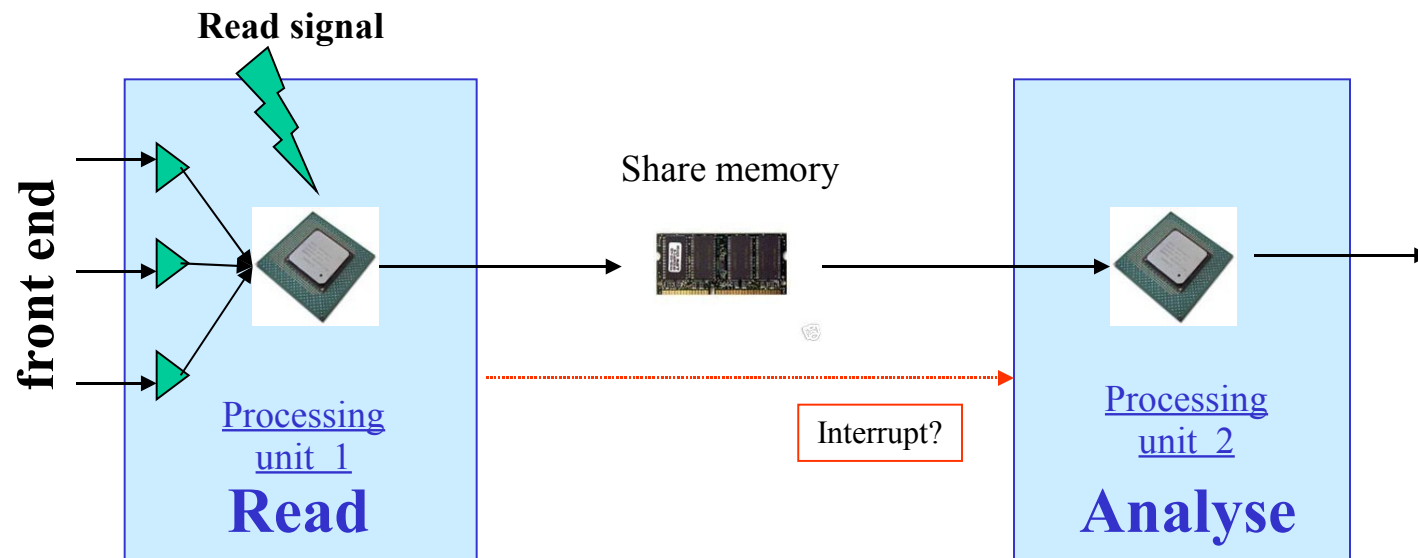 Read signal
front end
Share memory
Interrupt?
Processing
unit 1
Read
Processing
unit 2
Analyse